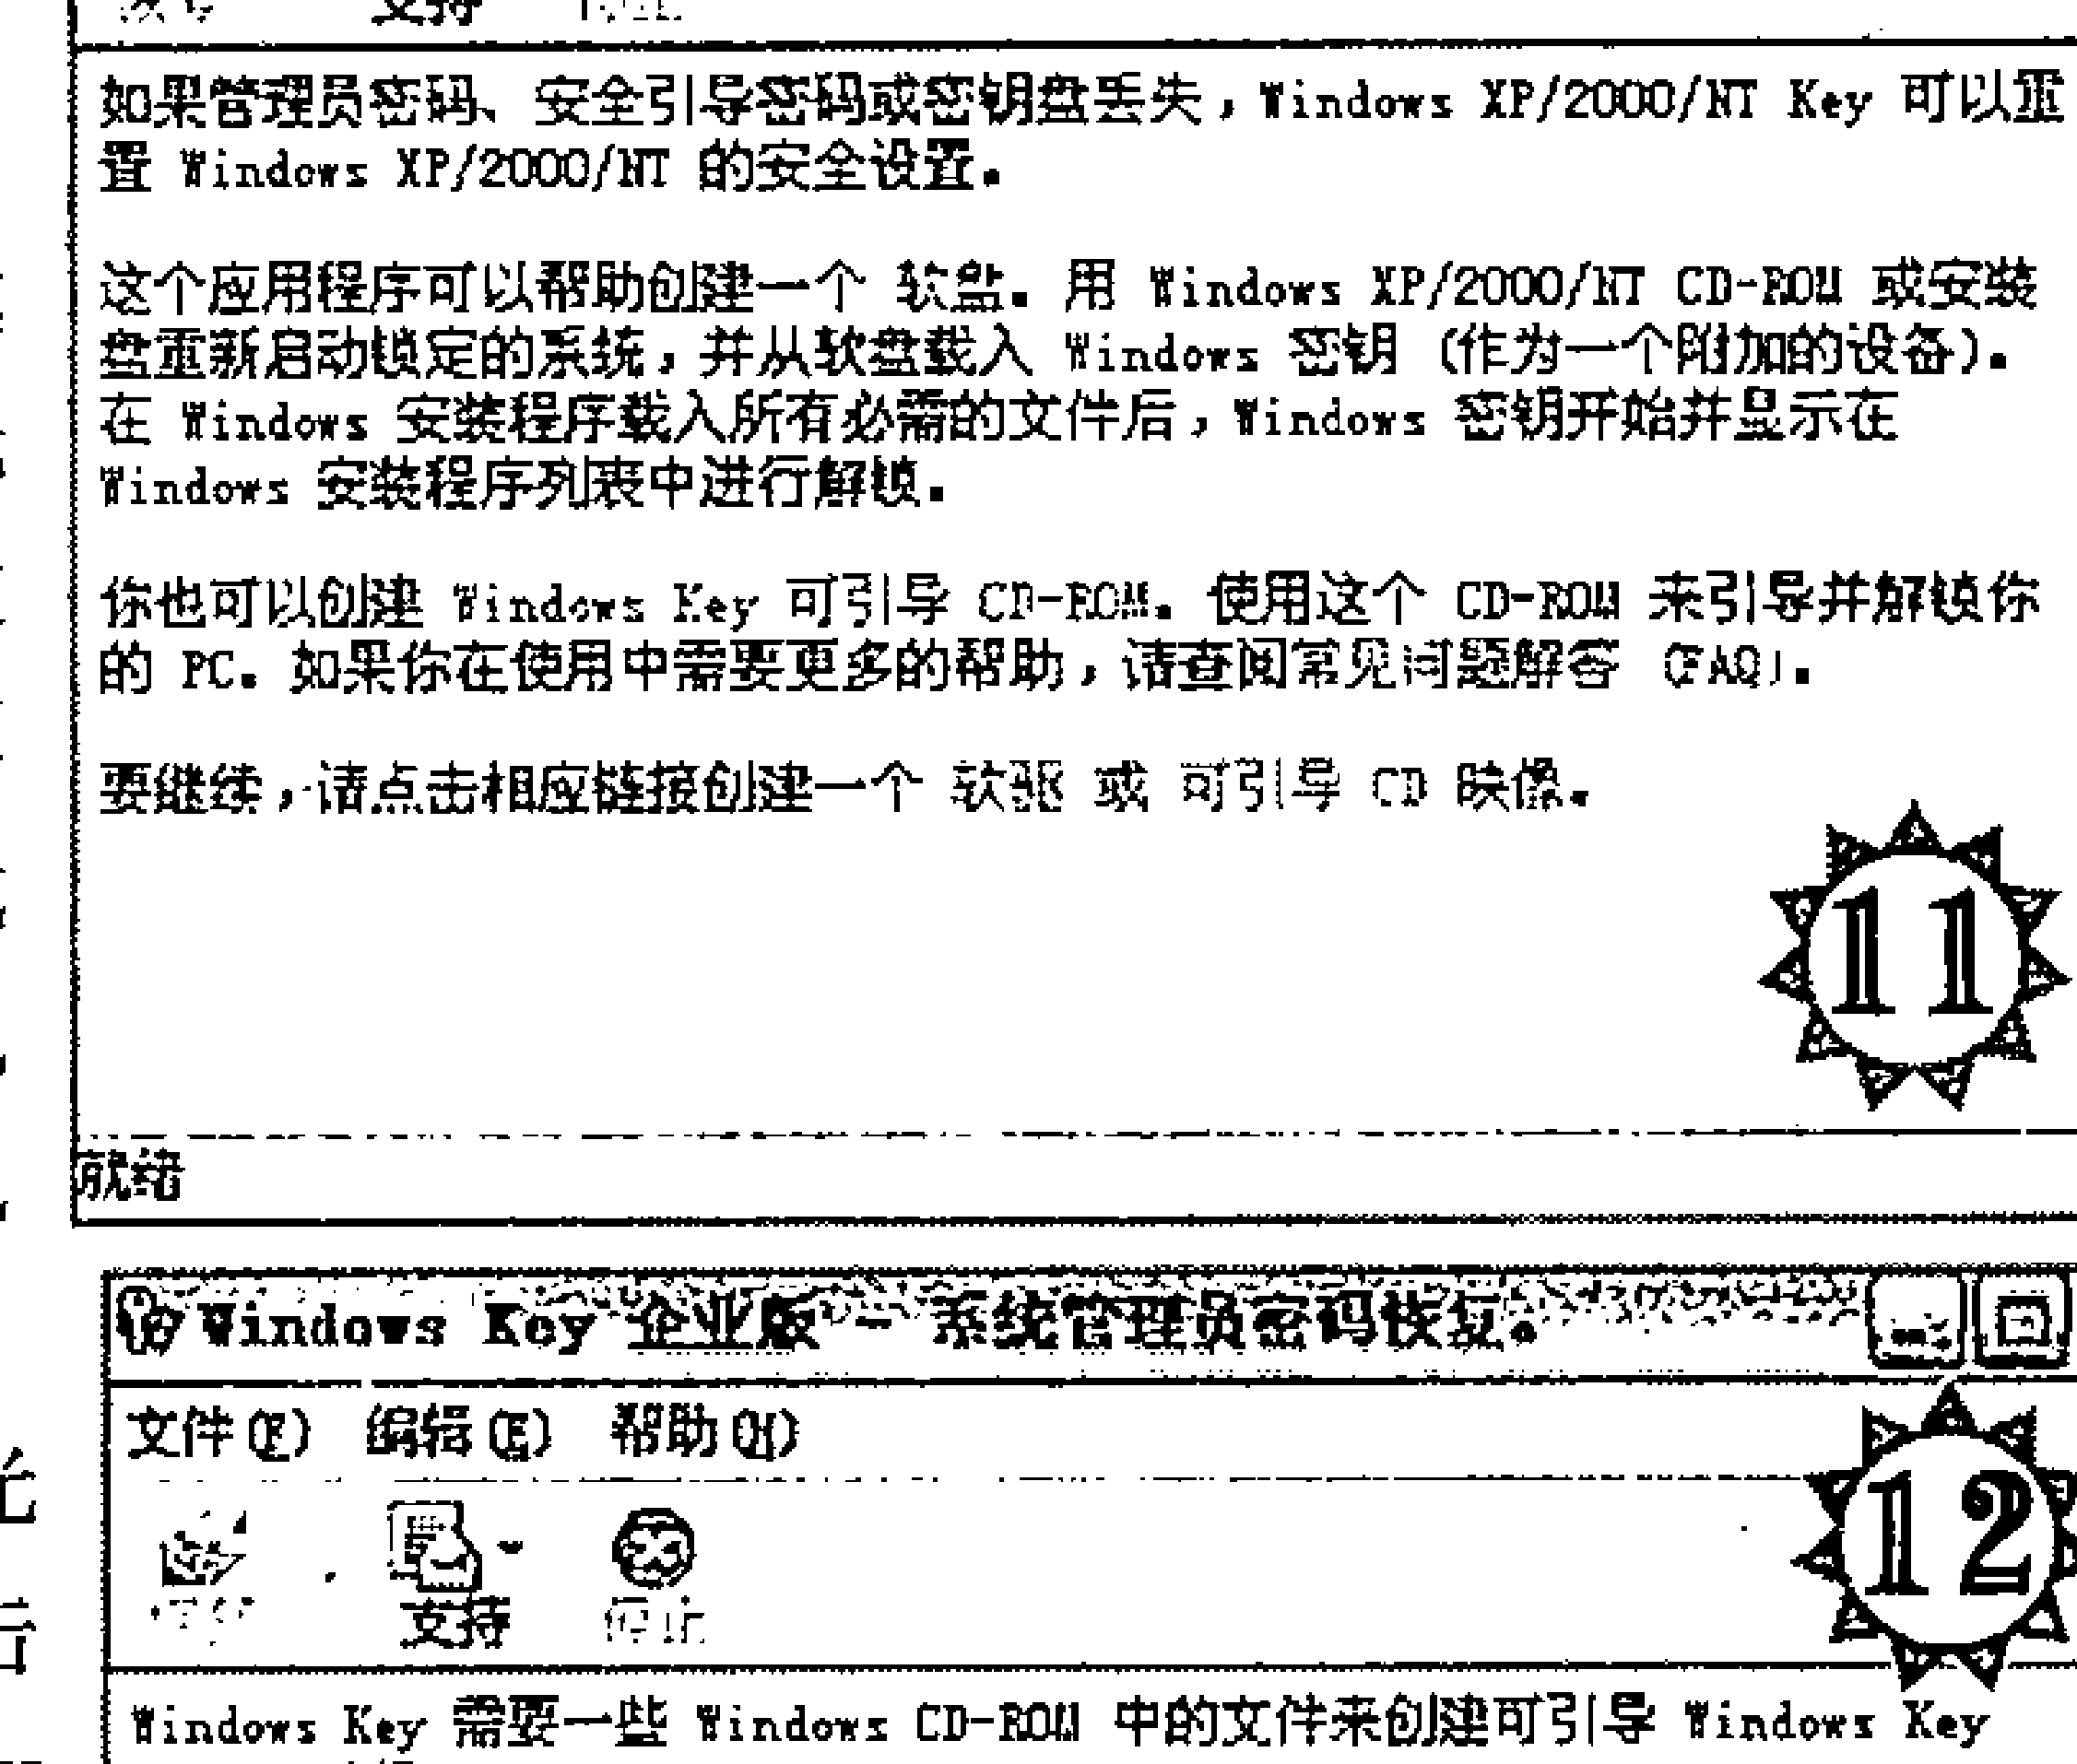 支持
如果管理员密码、安全引导密码或密钥盘丢失，Windows XP/2000/NT Key 可以重
置 Windows XP/2000/NT 的安全设置。
这个应用程序可以帮助创建一个 软盘。用 Windows XP/2000/NT CD-ROM 或安装
盘重新启动锁定的系统，并从软盘载入 Windows 密钥 (作为一个附加的设备)。
在 Windows 安装程序载入所有必需的文件后，Windows 密钥开始并显示在
Windows 安装程序列表中进行解锁。
你也可以创建 Windows Key 可引导 CD-ROM。使用这个 CD-ROM 来引导并解锁你
的 PC。如果你在使用中需要更多的帮助，请查阅常见问题解答 (FAQ)。
要继续，请点击相应链接创建一个 软驱 或 可引导 CD 映像。
11
就绪
Windows Key 企业版 - 系统管理员密码恢复。
文件(F) 编辑(E) 帮助(H)
12
支持 停止
Windows Key 需要一些 Windows CD-ROM 中的文件来创建可引导 Windows Key